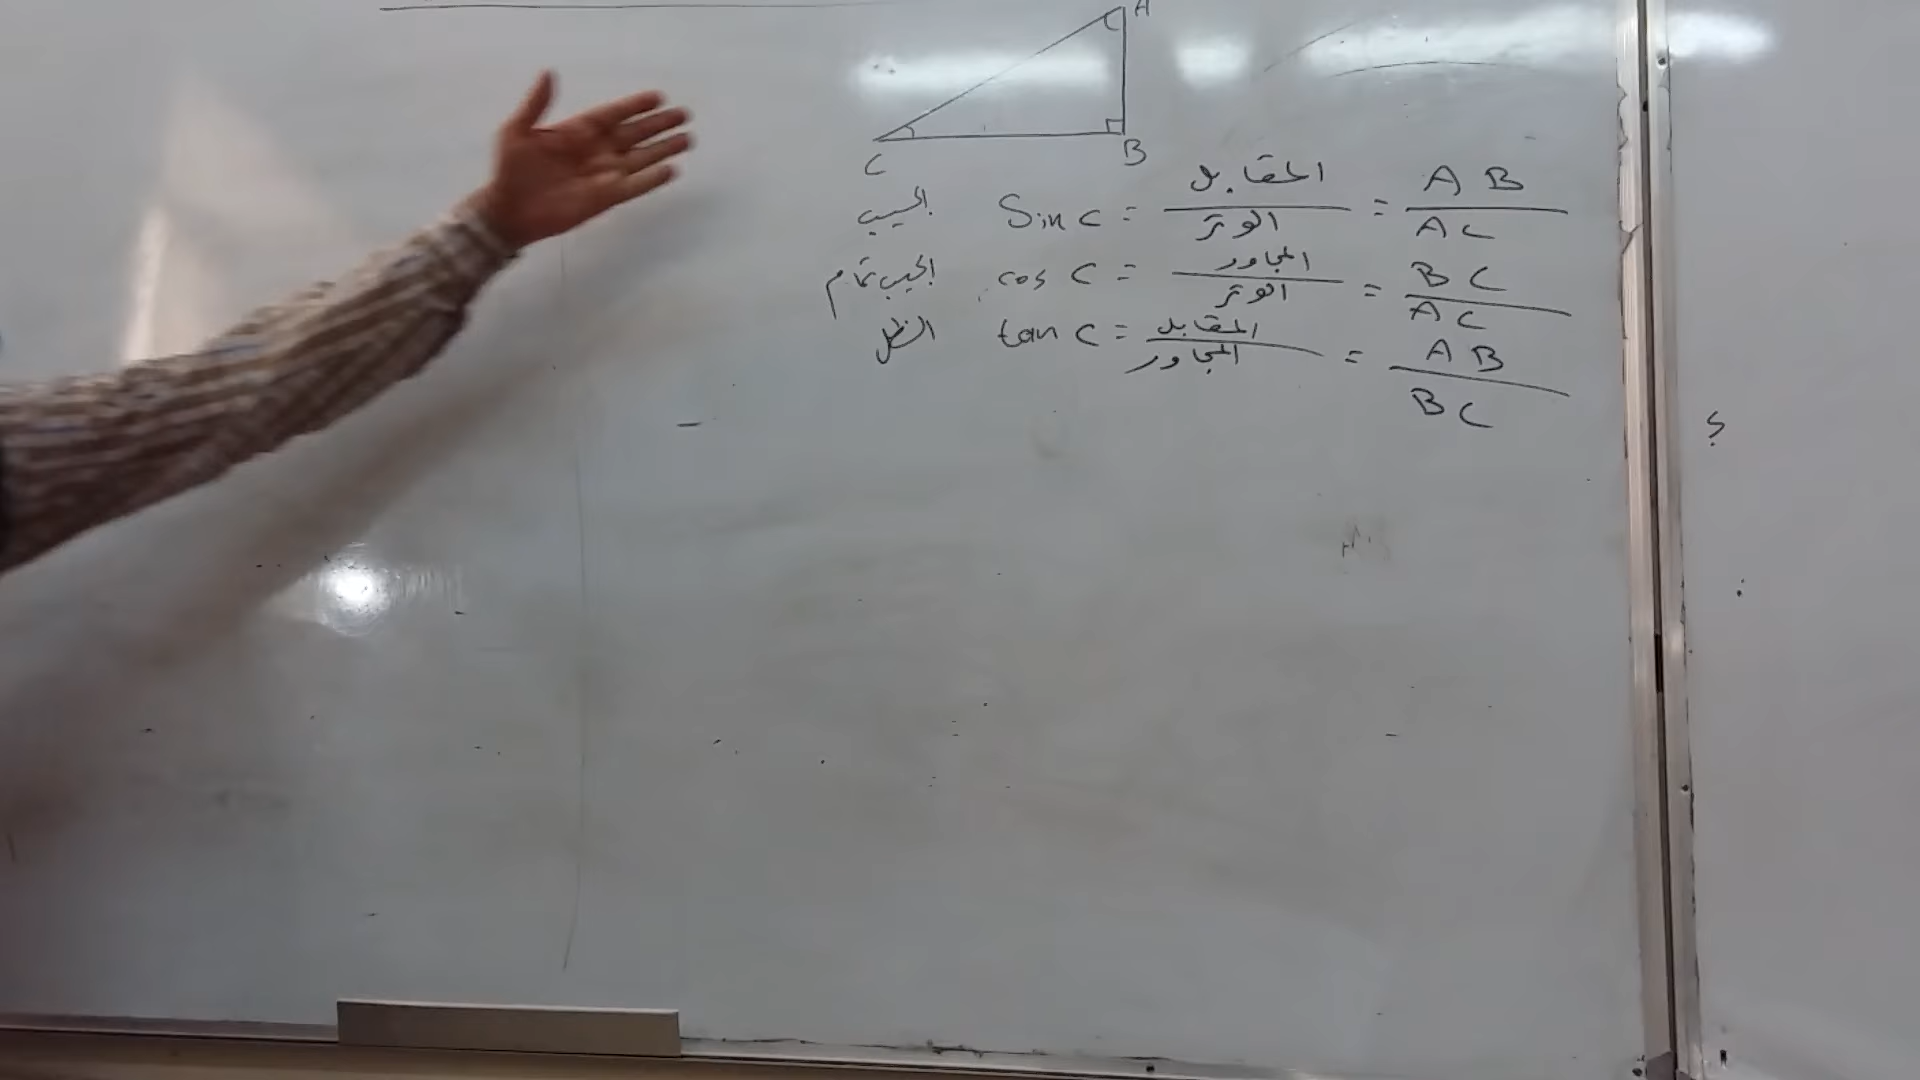 A
C B
الجيب Sin C = المقابل / الوتر = AB / AC
الجيب تمام cos C = المجاور / الوتر = BC / AC
الظل tan C = المقابل / المجاور = AB / BC
؟